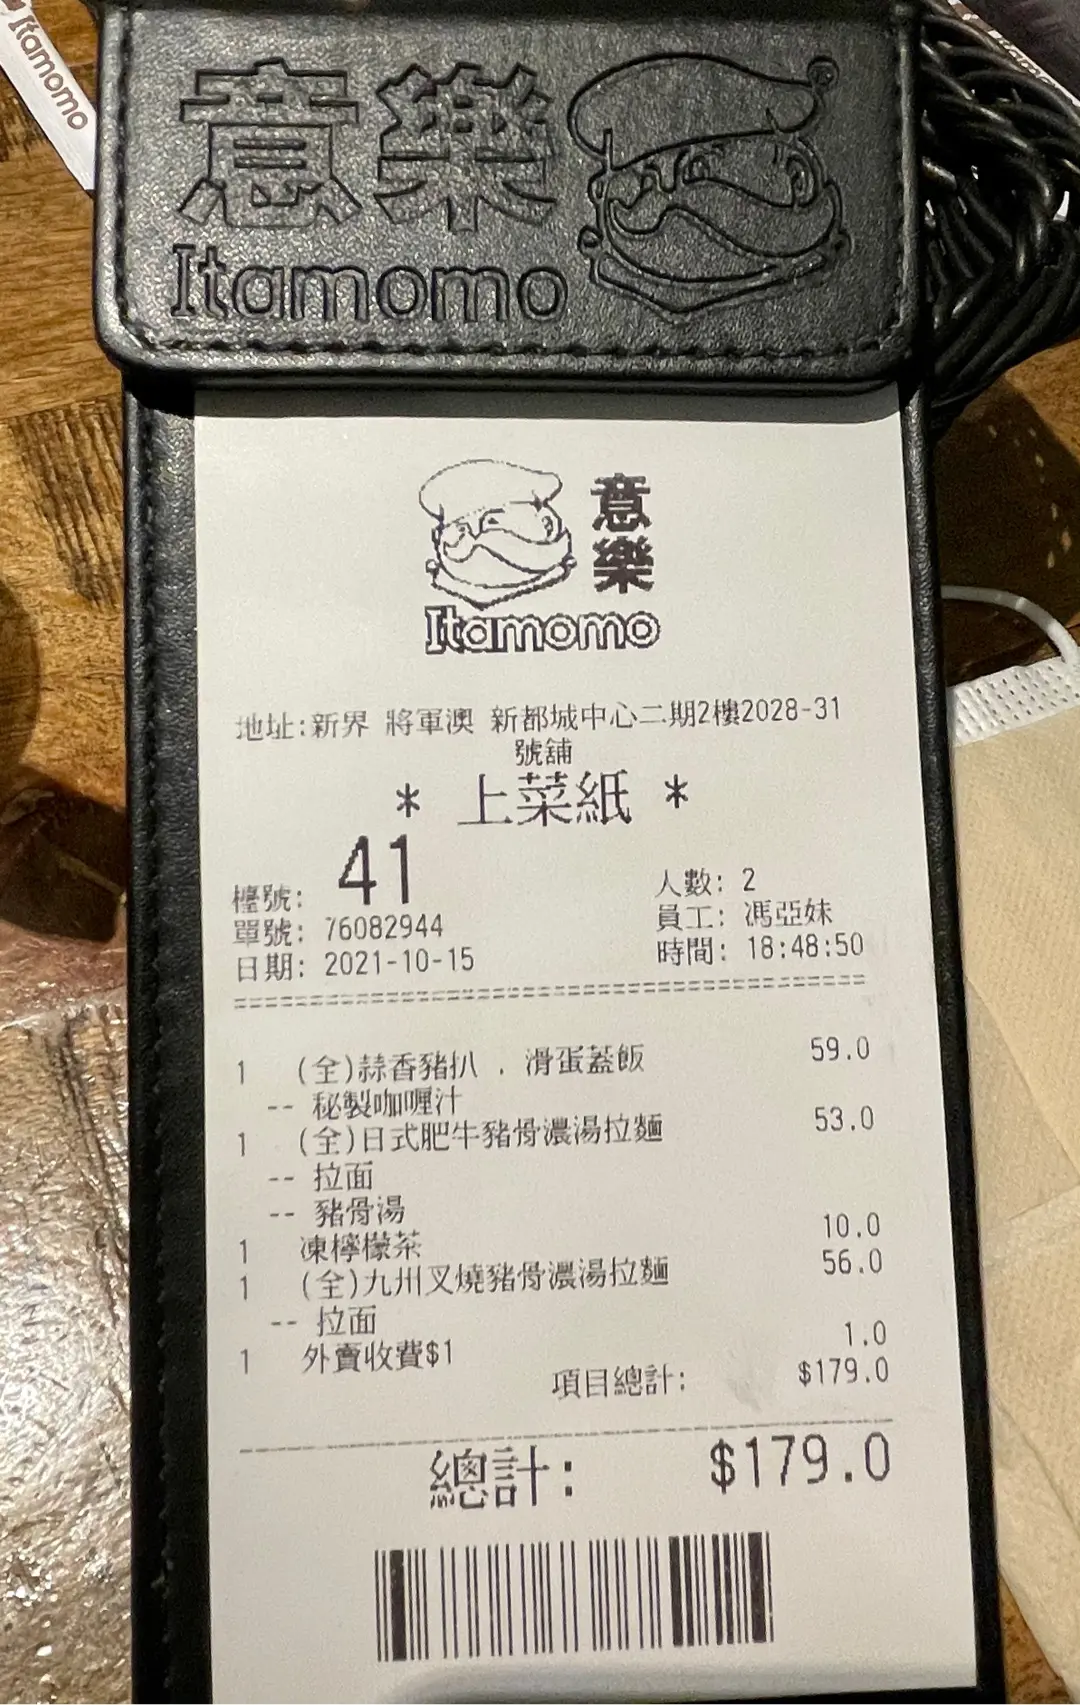 Itamomo
意樂
Itamomo
意樂
Itamomo
地址:新界 將軍澳 新都城中心二期2樓2028-31
號舖
* 上菜紙 *
檯號: 41
人數: 2
單號: 76082944
員工: 馮亞妹
日期: 2021-10-15
時間: 18:48:50
1 (全)蒜香豬扒 . 滑蛋蓋飯 59.0
-- 秘製咖喱汁
1 (全)日式肥牛豬骨濃湯拉麵 53.0
-- 拉面
-- 豬骨湯
1 凍檸檬茶 10.0
1 (全)九州叉燒豬骨濃湯拉麵 56.0
-- 拉面
1 外賣收費$1 1.0
項目總計: $179.0
總計: $179.0